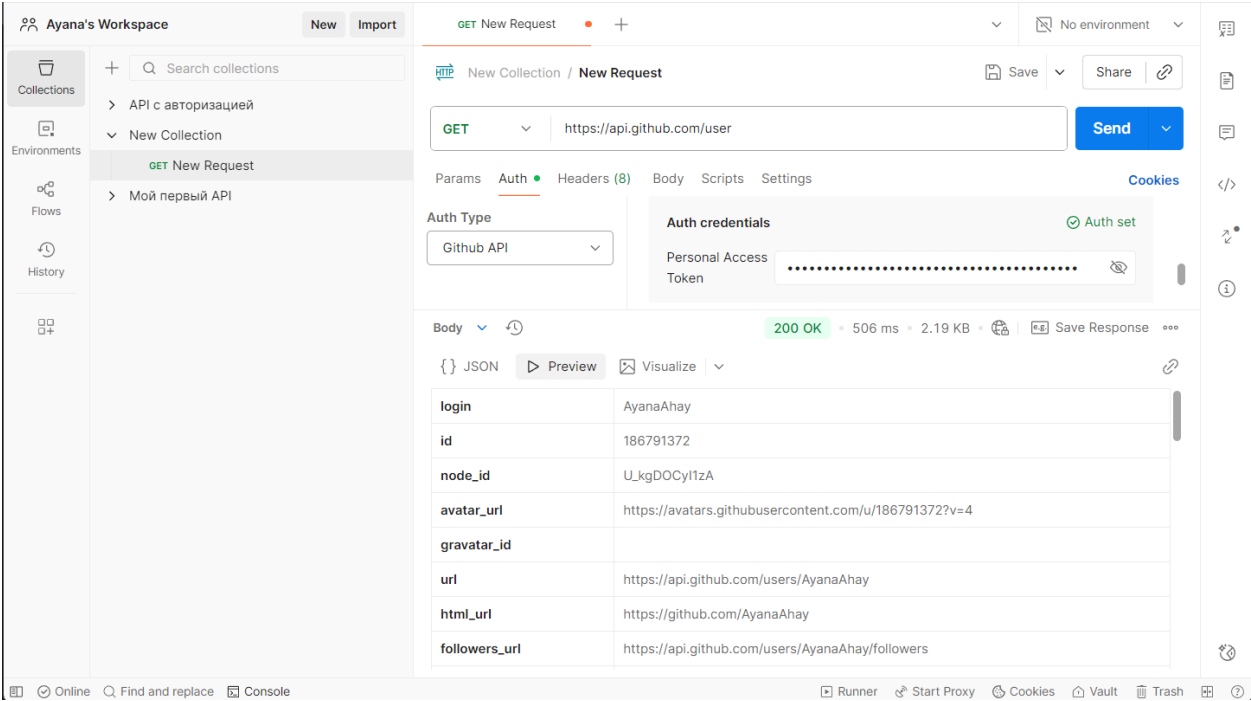 Ayana's Workspace New Import GET New Request No environment
Collections
Environments
Flows
History
Search collections
API с авторизацией
New Collection
GET New Request
Мой первый API
HTTP New Collection / New Request Save Share
GET https://api.github.com/user Send
Params Auth Headers (8) Body Scripts Settings Cookies
Auth Type
Github API
Auth credentials Auth set
Personal Access
Token
Body 200 OK 506 ms 2.19 KB e.g. Save Response
{} JSON Preview Visualize
login AyanaAhay
id 186791372
node_id U_kgDOCyI1zA
avatar_url https://avatars.githubusercontent.com/u/186791372?v=4
gravatar_id
url https://api.github.com/users/AyanaAhay
html_url https://github.com/AyanaAhay
followers_url https://api.github.com/users/AyanaAhay/followers
Online Find and replace Console Runner Start Proxy Cookies Vault Trash